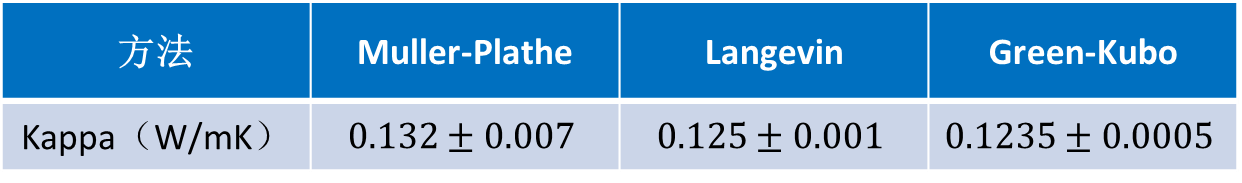 方法 Muller-Plathe Langevin Green-Kubo
Kappa（W/mK） 0.132 ± 0.007 0.125 ± 0.001 0.1235 ± 0.0005